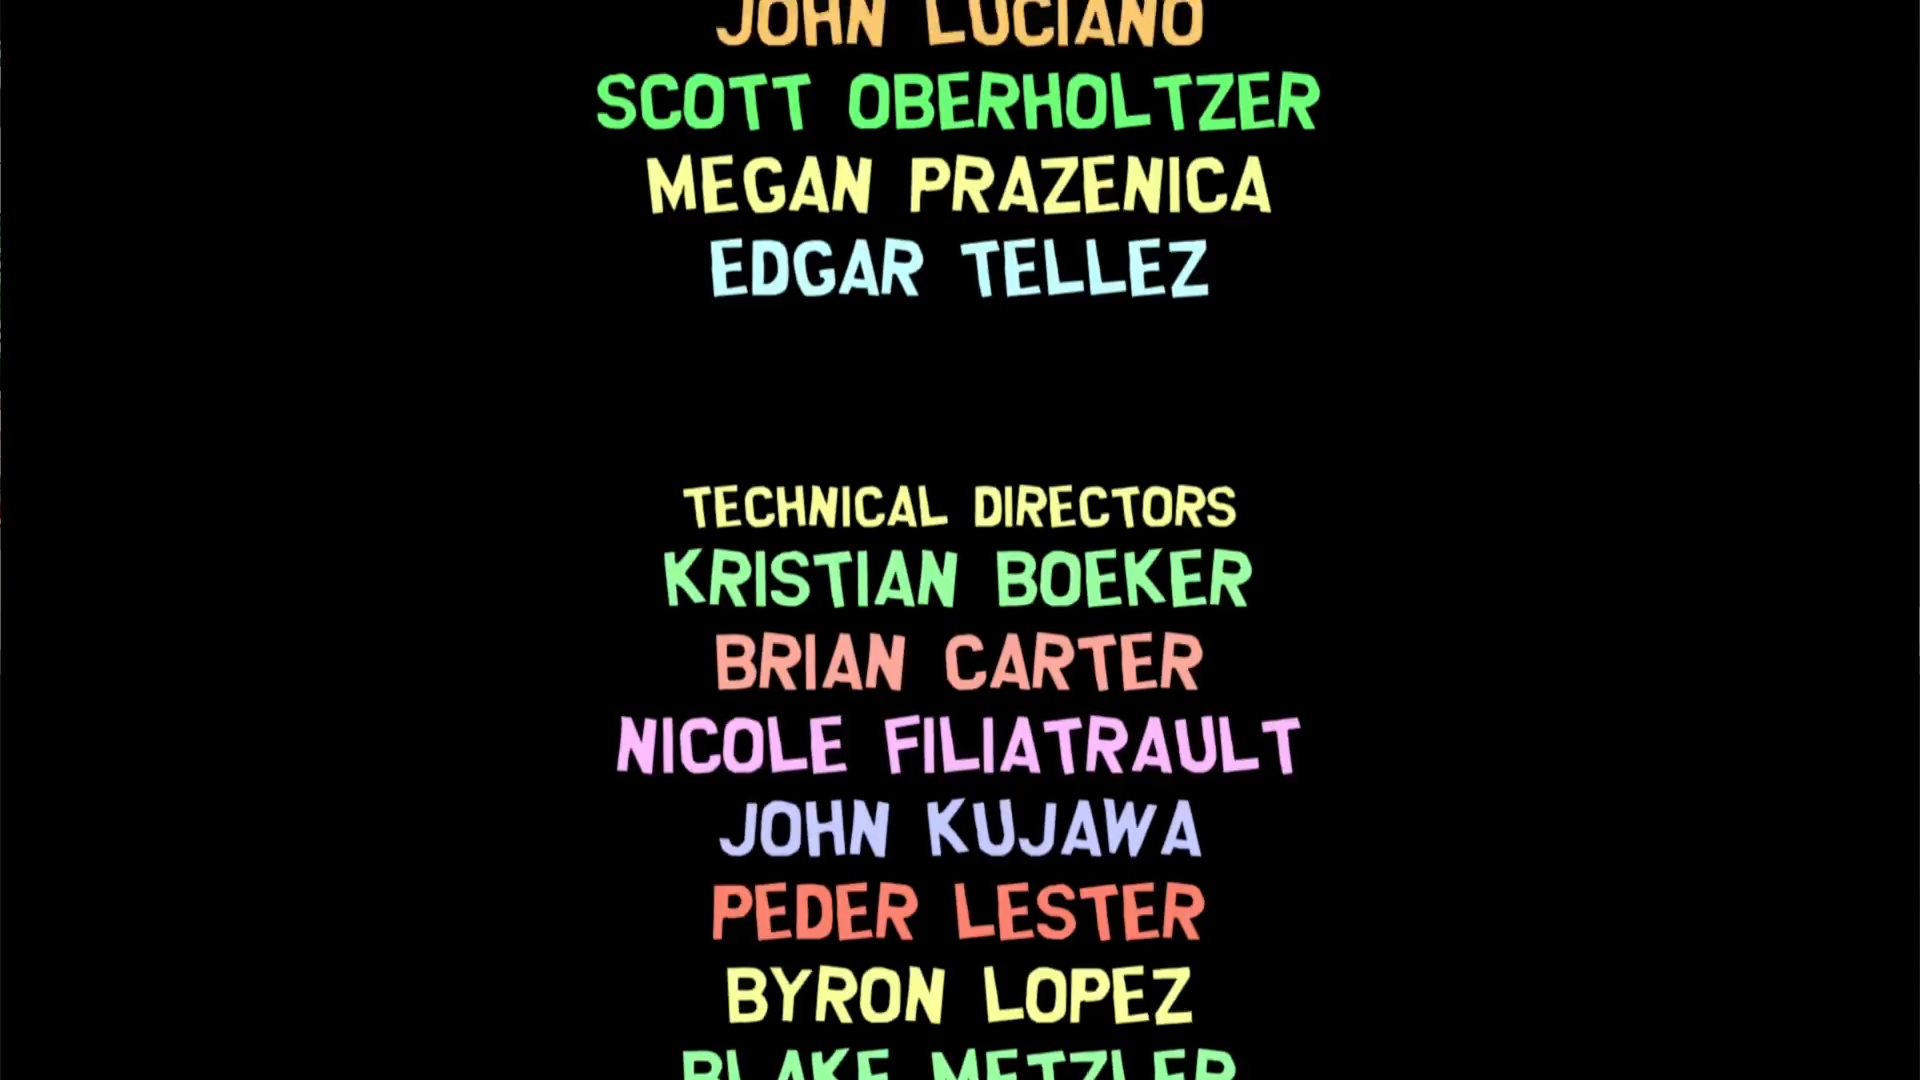 JOHN LUCIANO
SCOTT OBERHOLTZER
MEGAN PRAZENICA
EDGAR TELLEZ
TECHNICAL DIRECTORS
KRISTIAN BOEKER
BRIAN CARTER
NICOLE FILIATRAULT
JOHN KUJAWA
PEDER LESTER
BYRON LOPEZ
BLAKE METZLER